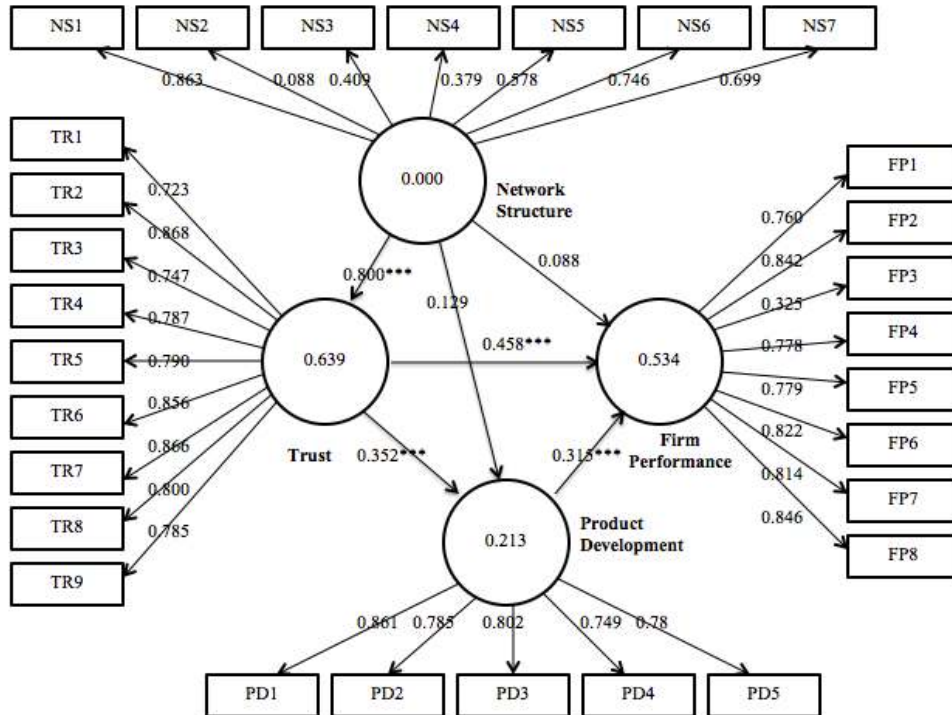 NS1 NS2 NS3 NS4 NS5 NS6 NS7
0.863 0.088 0.409 0.379 0.578 0.746 0.699
TR1
TR2
TR3
TR4
TR5
TR6
TR7
TR8
TR9
0.723
0.868
0.747
0.787
0.790
0.856
0.866
0.800
0.785
0.000
Network
Structure
0.800***
0.129
0.088
0.639
Trust
0.458***
0.352***
0.534
Firm
Performance
0.315***
0.213
Product
Development
0.760
0.842
0.325
0.778
0.779
0.822
0.814
0.846
FP1
FP2
FP3
FP4
FP5
FP6
FP7
FP8
0.861 0.785 0.802 0.749 0.78
PD1 PD2 PD3 PD4 PD5